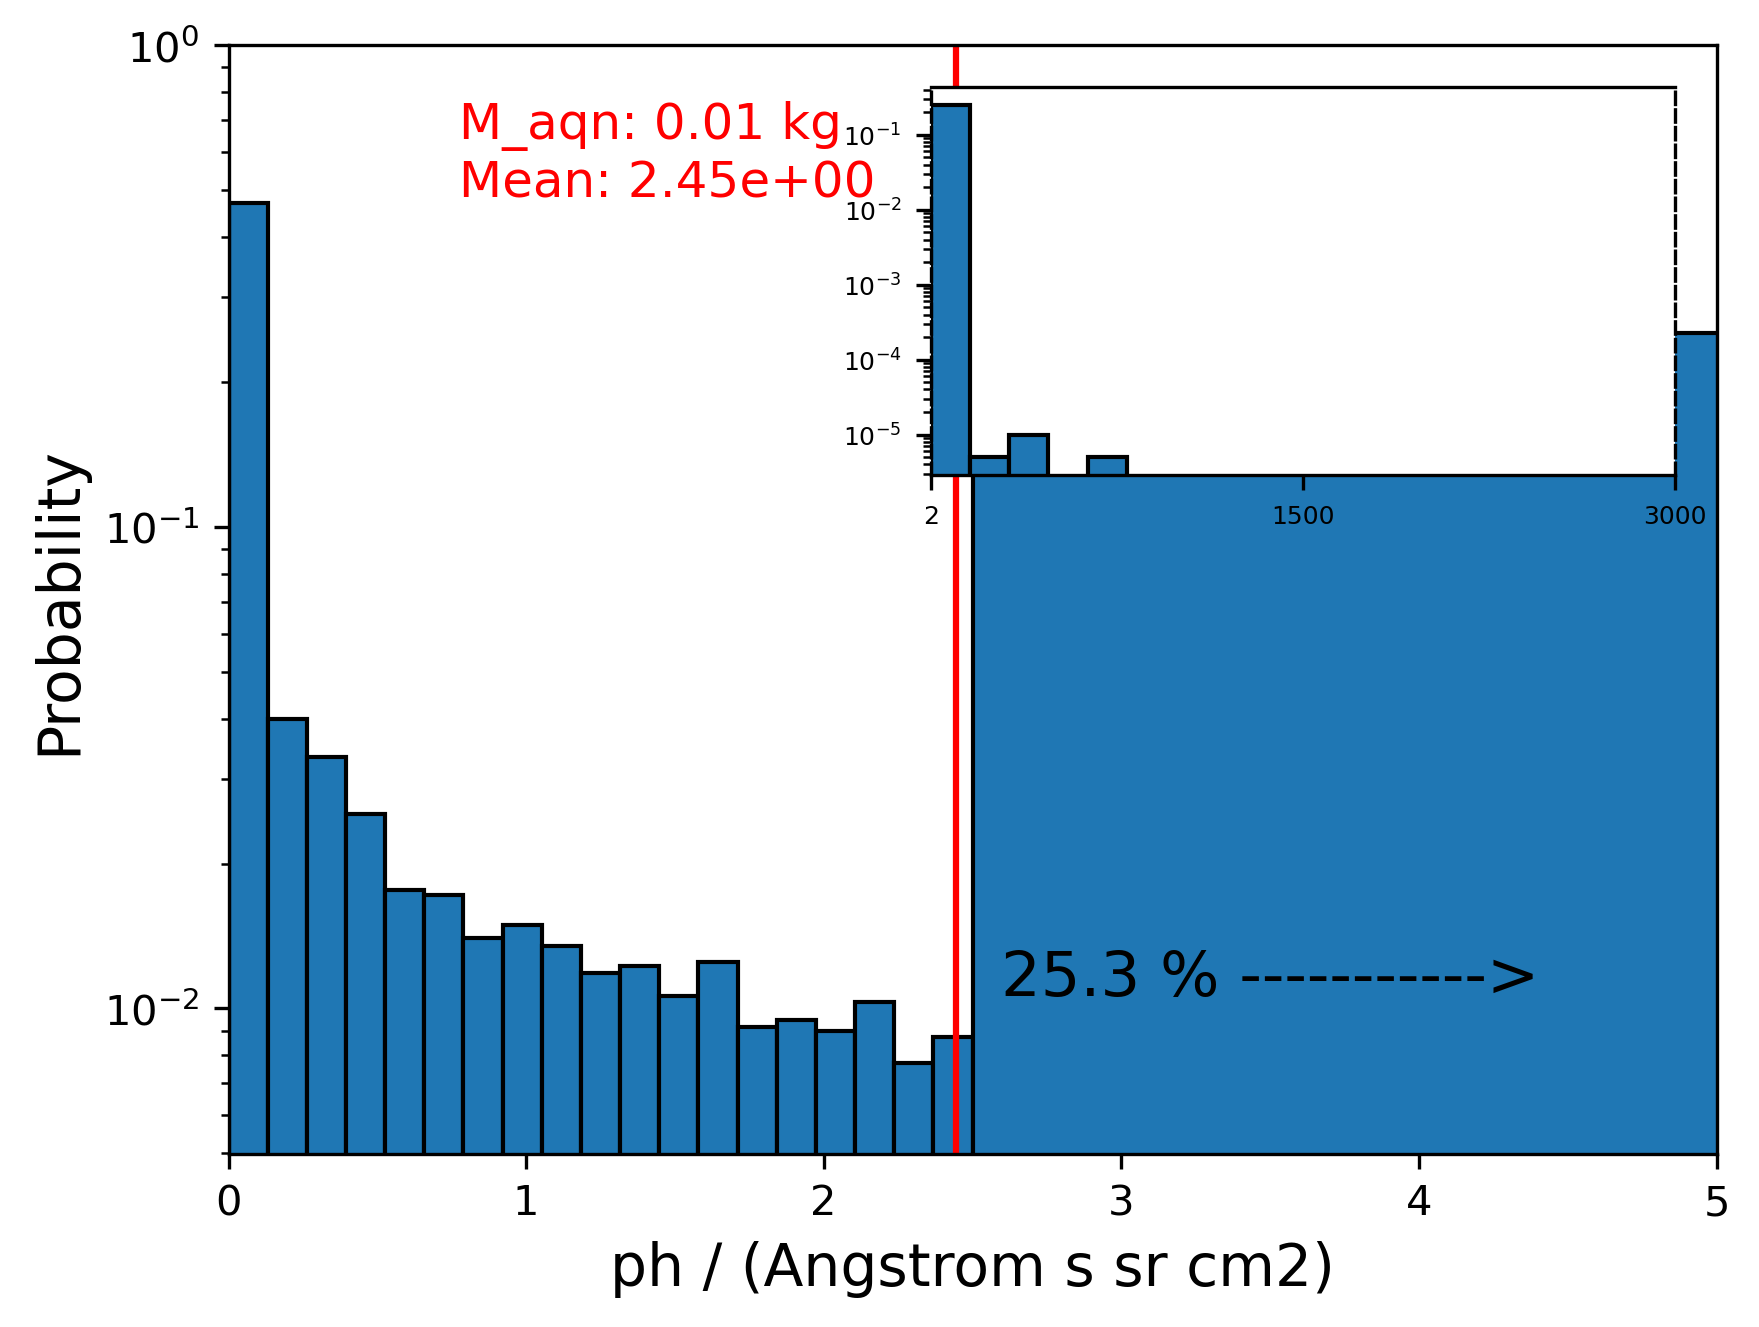 M_aqn: 0.01 kg
Mean: 2.45e+00
10⁰
10⁻¹
10⁻²
Probability
10⁻¹
10⁻²
10⁻³
10⁻⁴
10⁻⁵
2 1500 3000
25.3 % ----------->
0 1 2 3 4 5
ph / (Angstrom s sr cm2)